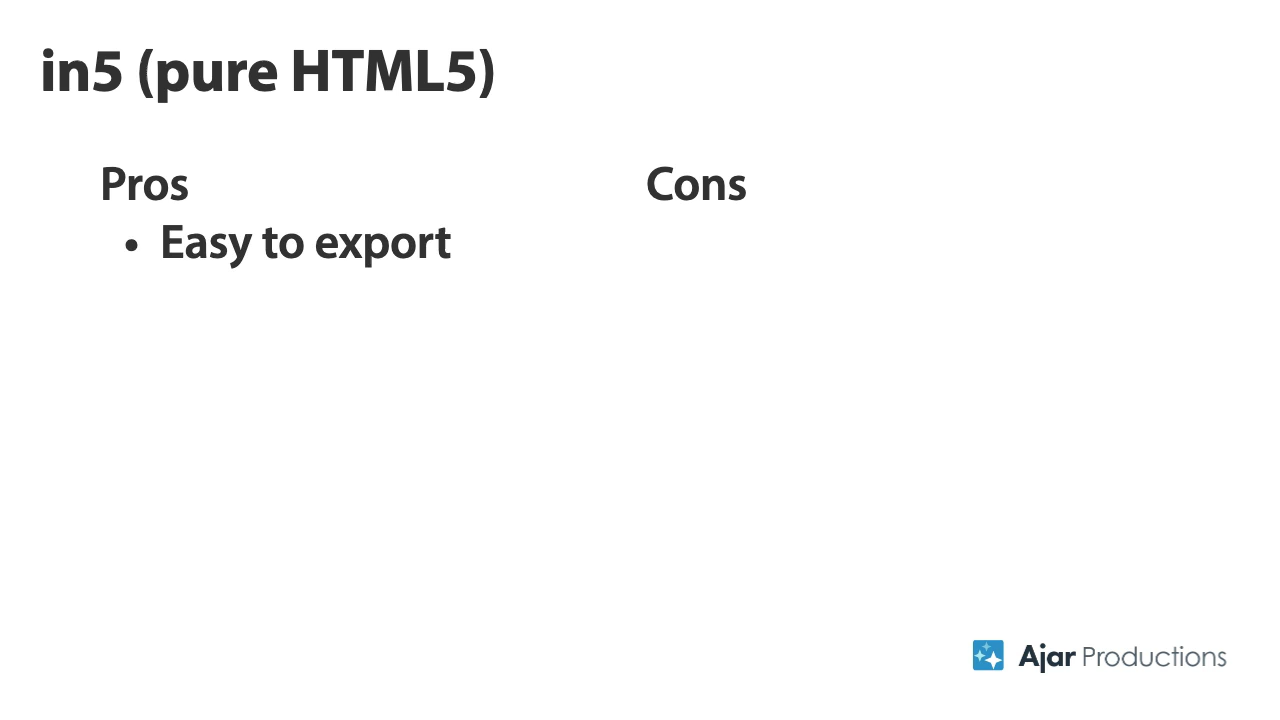 in5 (pure HTML5)
Pros
• Easy to export
Cons
Ajar Productions